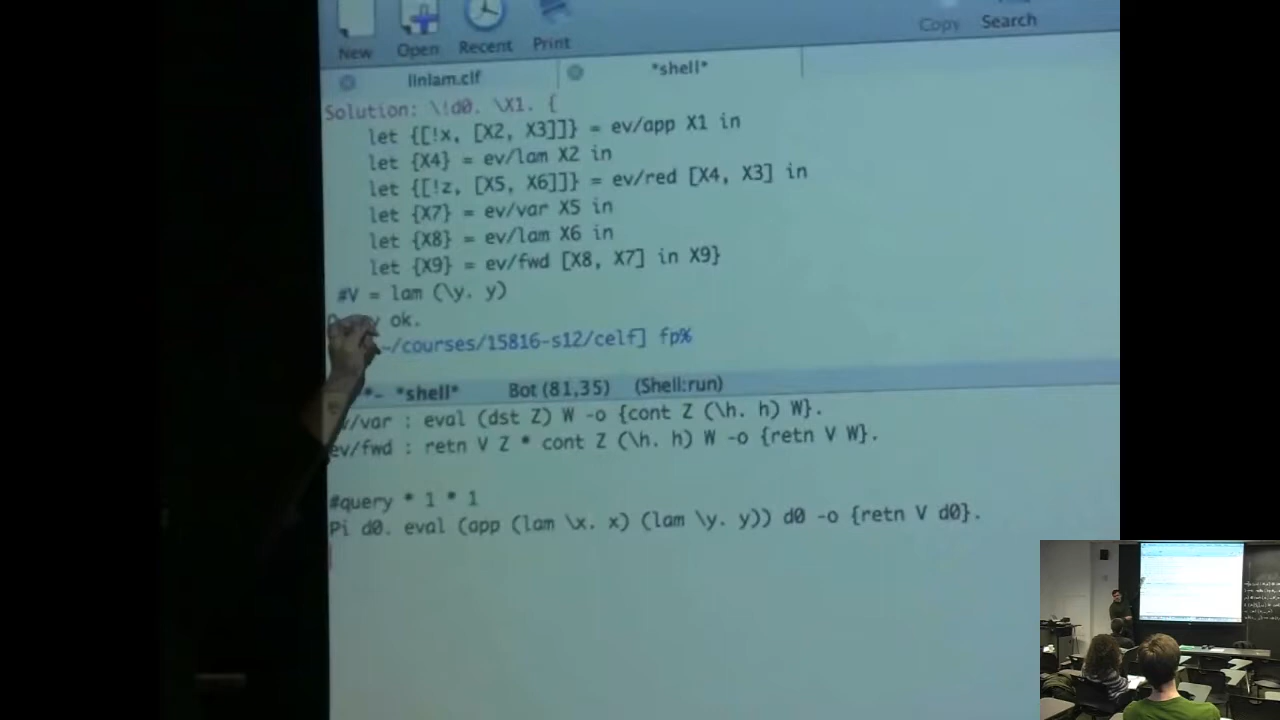 New Open Recent Print Copy Search
linlam.clf *shell*
Solution: \!d0. \X1. {
let {[!x, [X2, X3]]} = ev/app X1 in
let {X4} = ev/lam X2 in
let {[!z, [X5, X6]]} = ev/red [X4, X3] in
let {X7} = ev/var X5 in
let {X8} = ev/lam X6 in
let {X9} = ev/fwd [X8, X7] in X9}
#V = lam (\y. y)
ok.
~/courses/15816-s12/celf] fp%
*- *shell* Bot (81,35) (Shell:run)
/var : eval (dst Z) W -o {cont Z (\h. h) W}.
ev/fwd : retn V Z * cont Z (\h. h) W -o {retn V W}.
#query * 1 * 1
Pi d0. eval (app (lam \x. x) (lam \y. y)) d0 -o {retn V d0}.